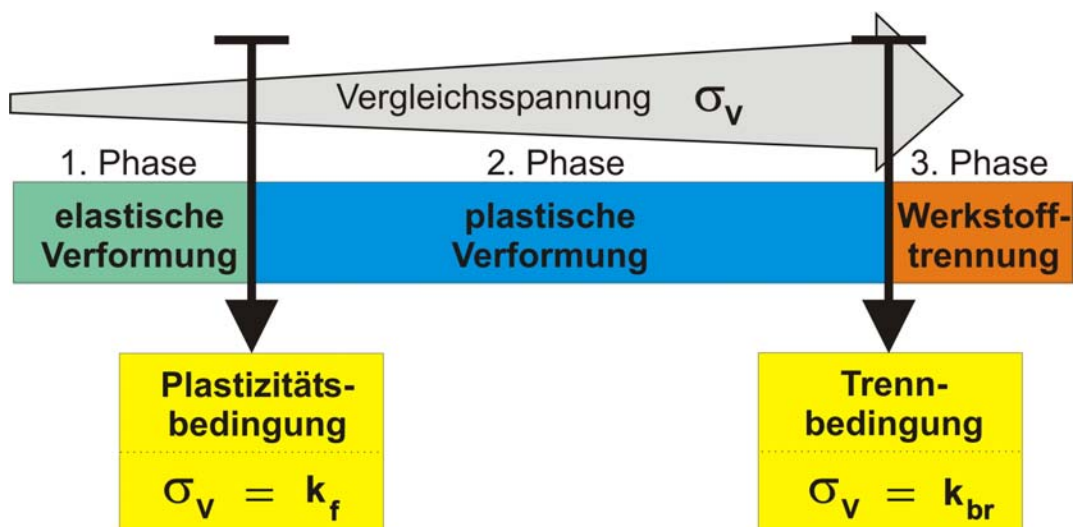 Vergleichsspannung σV
1. Phase
2. Phase
3. Phase
elastische
Verformung
plastische
Verformung
Werkstoff-
trennung
Plastizitäts-
bedingung
σV = kf
Trenn-
bedingung
σV = kbr